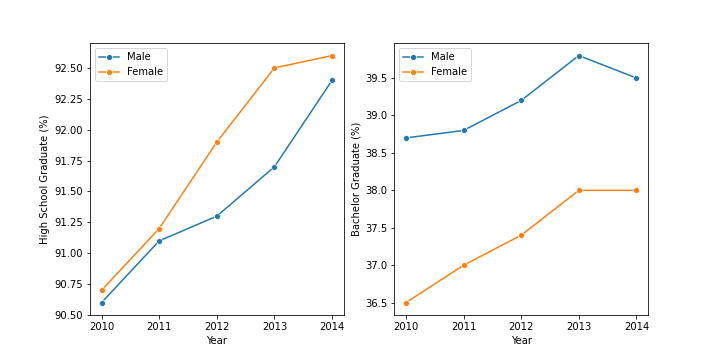 Male
Female
High School Graduate (%)
92.50
92.25
92.00
91.75
91.50
91.25
91.00
90.75
90.50
2010 2011 2012 2013 2014
Year
Male
Female
Bachelor Graduate (%)
39.5
39.0
38.5
38.0
37.5
37.0
36.5
2010 2011 2012 2013 2014
Year